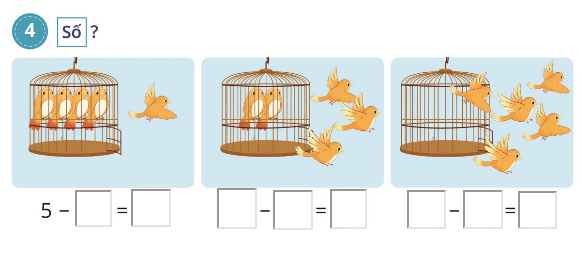 4 Số ?
5 – =
– =
– =